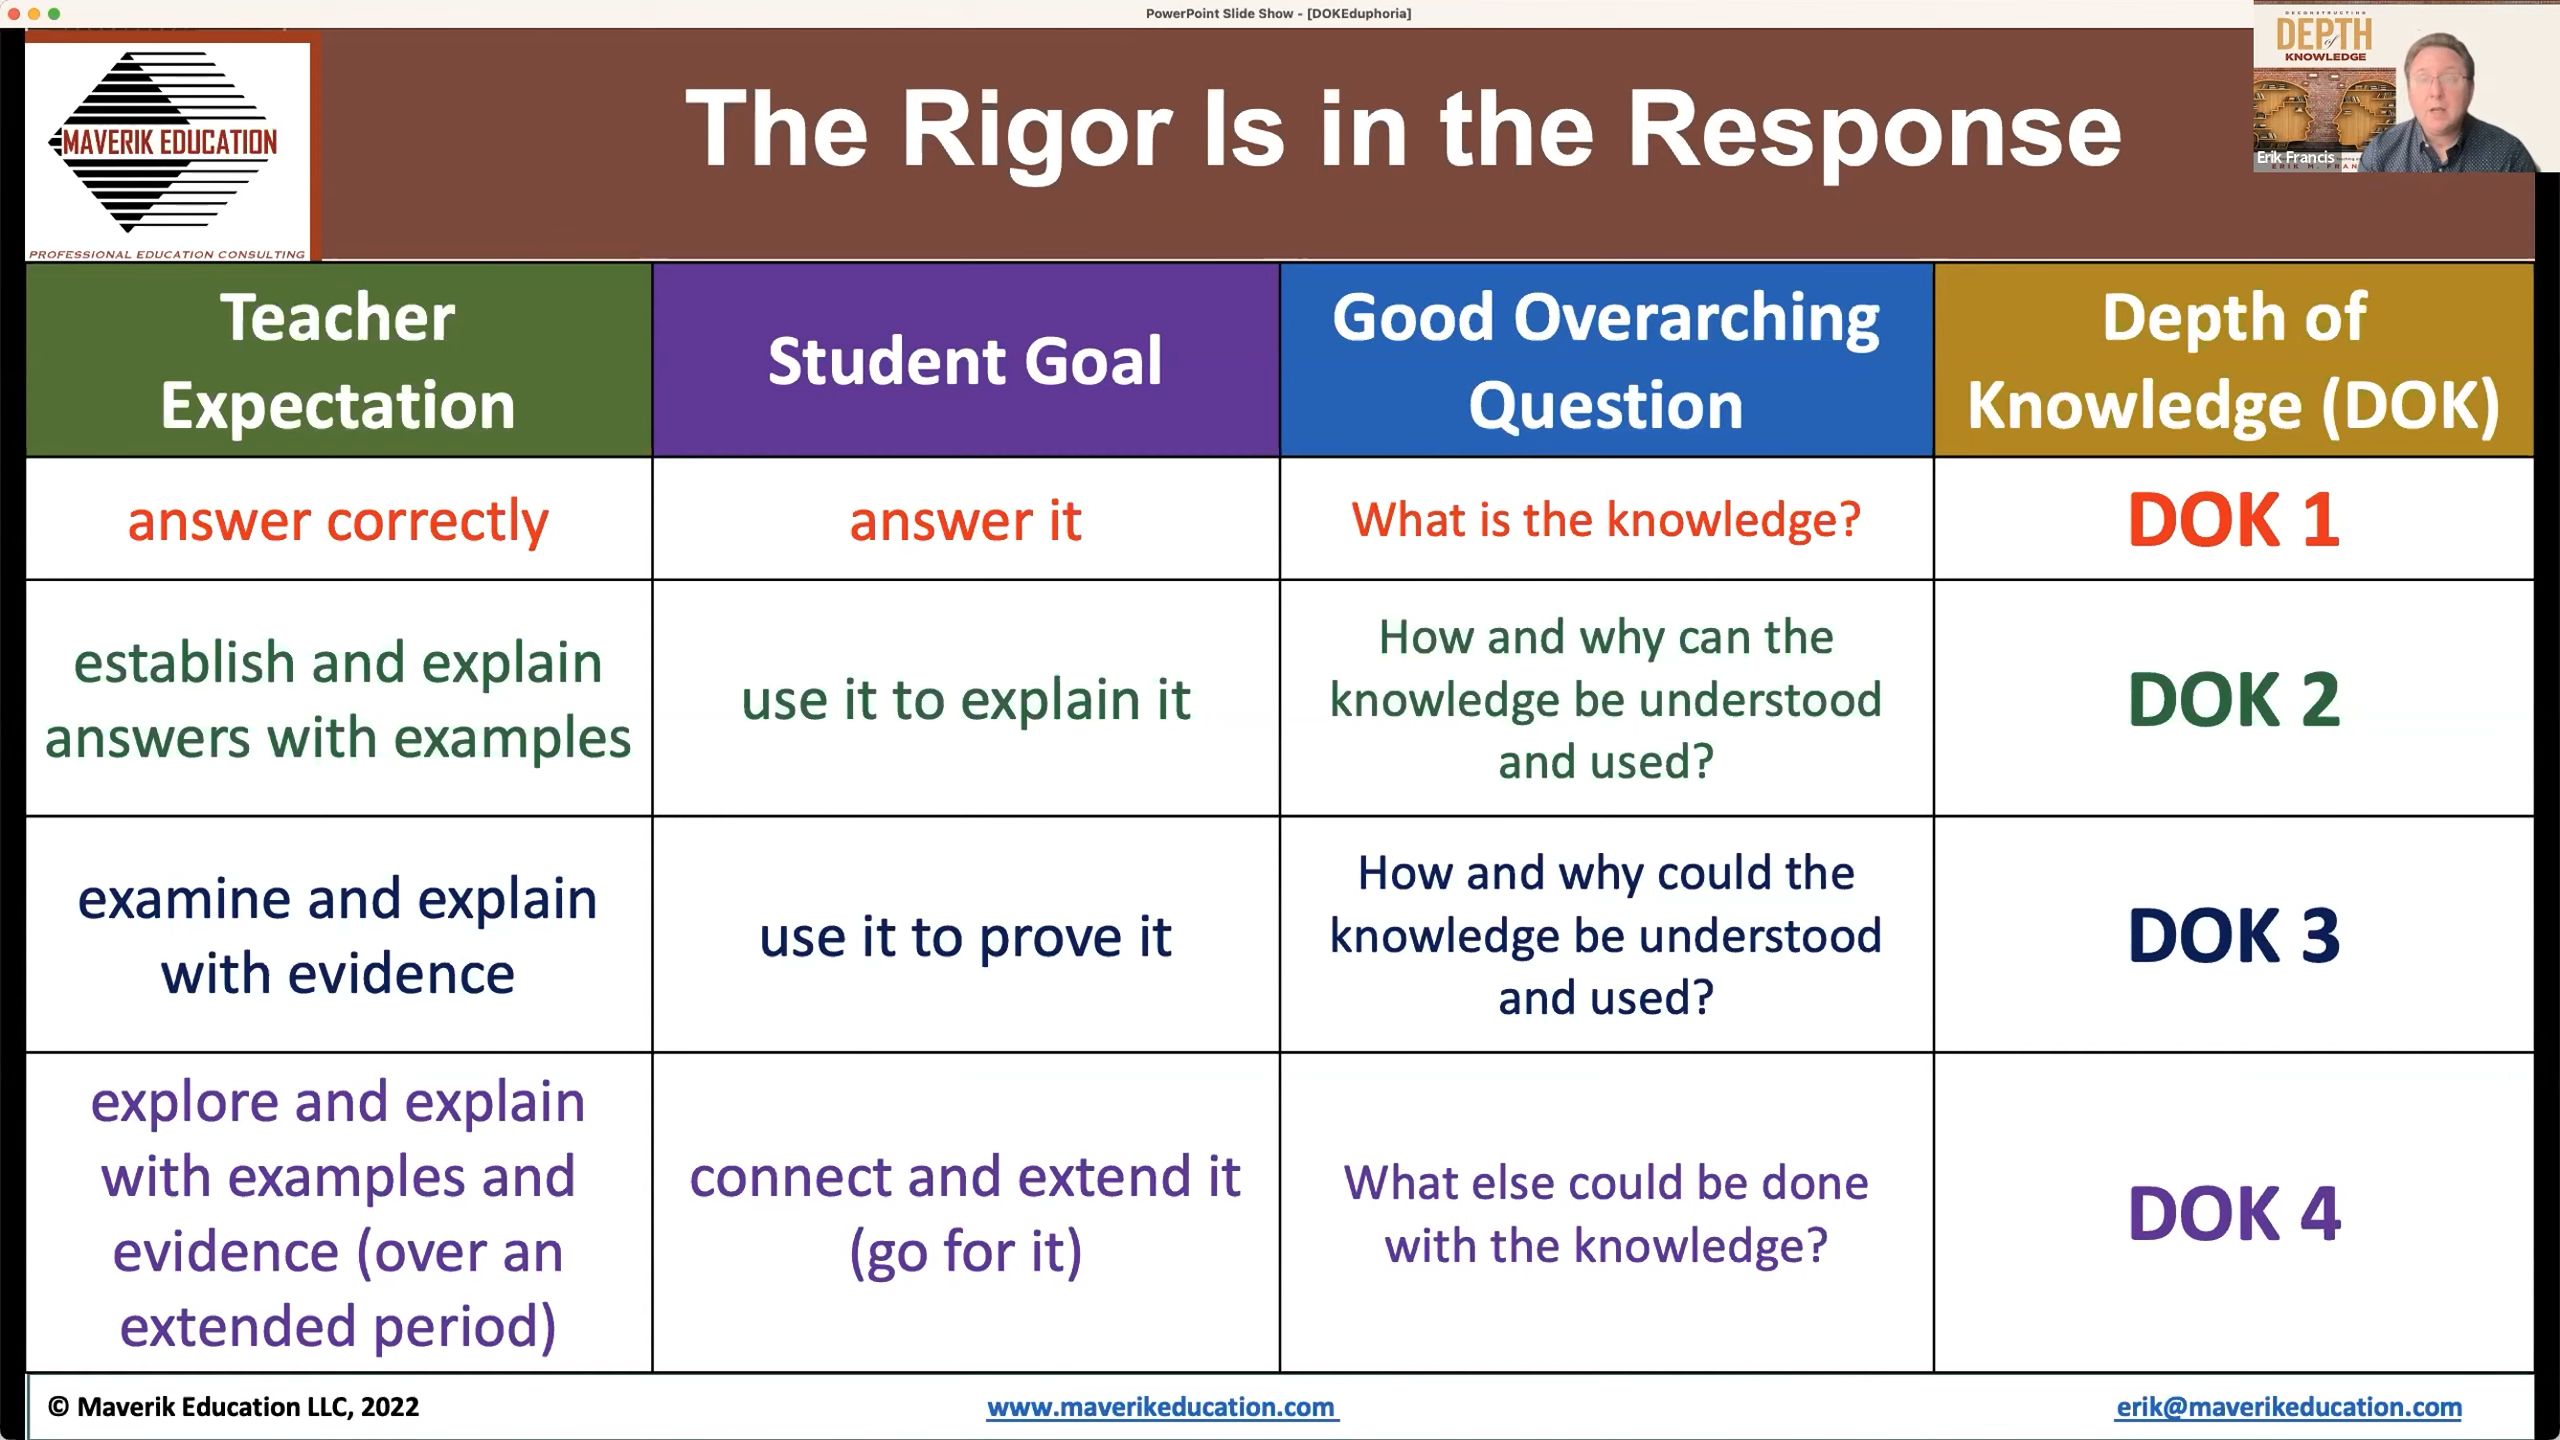 PowerPoint Slide Show - [DOKEduphoria]
MAVERIK EDUCATION
PROFESSIONAL EDUCATION CONSULTING
The Rigor Is in the Response
DECONSTRUCTING
DEPTH
of
KNOWLEDGE
Erik Francis
Teacher
Expectation
Student Goal
Good Overarching
Question
Depth of
Knowledge (DOK)
answer correctly
answer it
What is the knowledge?
DOK 1
establish and explain
answers with examples
use it to explain it
How and why can the
knowledge be understood
and used?
DOK 2
examine and explain
with evidence
use it to prove it
How and why could the
knowledge be understood
and used?
DOK 3
explore and explain
with examples and
evidence (over an
extended period)
connect and extend it
(go for it)
What else could be done
with the knowledge?
DOK 4
© Maverik Education LLC, 2022
www.maverikeducation.com
erik@maverikeducation.com